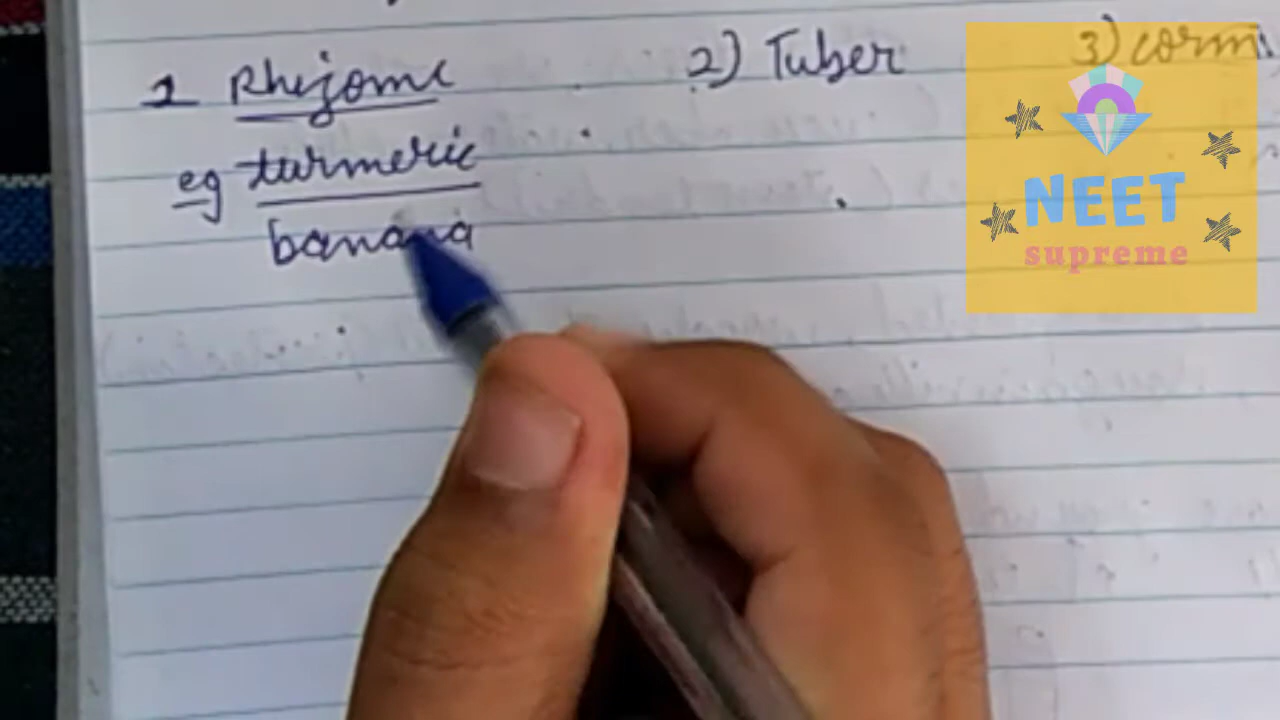 1 Rhizome 2) Tuber 3) corm
eg turmeric
banana
NEET
supreme